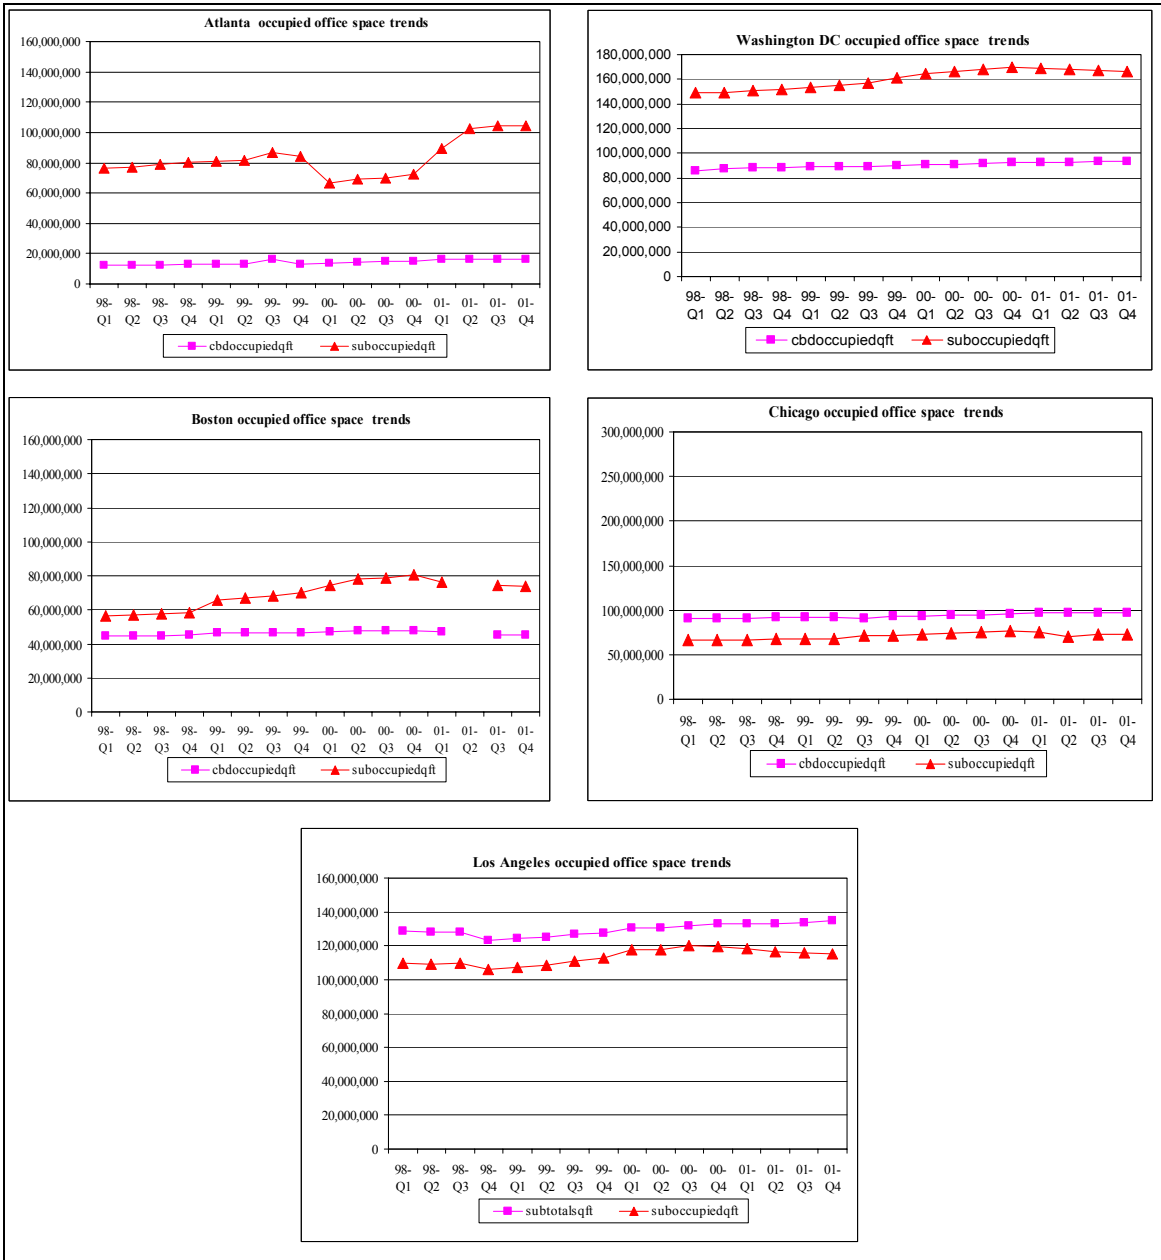 Atlanta occupied office space trends
160,000,000
140,000,000
120,000,000
100,000,000
80,000,000
60,000,000
40,000,000
20,000,000
0
98-Q1 98-Q2 98-Q3 98-Q4 99-Q1 99-Q2 99-Q3 99-Q4 00-Q1 00-Q2 00-Q3 00-Q4 01-Q1 01-Q2 01-Q3 01-Q4
cbdoccupiedqft suboccupiedqft
Washington DC occupied office space trends
180,000,000
160,000,000
140,000,000
120,000,000
100,000,000
80,000,000
60,000,000
40,000,000
20,000,000
0
98-Q1 98-Q2 98-Q3 98-Q4 99-Q1 99-Q2 99-Q3 99-Q4 00-Q1 00-Q2 00-Q3 00-Q4 01-Q1 01-Q2 01-Q3 01-Q4
cbdoccupiedqft suboccupiedqft
Boston occupied office space trends
160,000,000
140,000,000
120,000,000
100,000,000
80,000,000
60,000,000
40,000,000
20,000,000
0
98-Q1 98-Q2 98-Q3 98-Q4 99-Q1 99-Q2 99-Q3 99-Q4 00-Q1 00-Q2 00-Q3 00-Q4 01-Q1 01-Q2 01-Q3 01-Q4
cbdoccupiedqft suboccupiedqft
Chicago occupied office space trends
300,000,000
250,000,000
200,000,000
150,000,000
100,000,000
50,000,000
0
98-Q1 98-Q2 98-Q3 98-Q4 99-Q1 99-Q2 99-Q3 99-Q4 00-Q1 00-Q2 00-Q3 00-Q4 01-Q1 01-Q2 01-Q3 01-Q4
cbdoccupiedqft suboccupiedqft
Los Angeles occupied office space trends
160,000,000
140,000,000
120,000,000
100,000,000
80,000,000
60,000,000
40,000,000
20,000,000
0
98-Q1 98-Q2 98-Q3 98-Q4 99-Q1 99-Q2 99-Q3 99-Q4 00-Q1 00-Q2 00-Q3 00-Q4 01-Q1 01-Q2 01-Q3 01-Q4
subtotalsqft suboccupiedqft